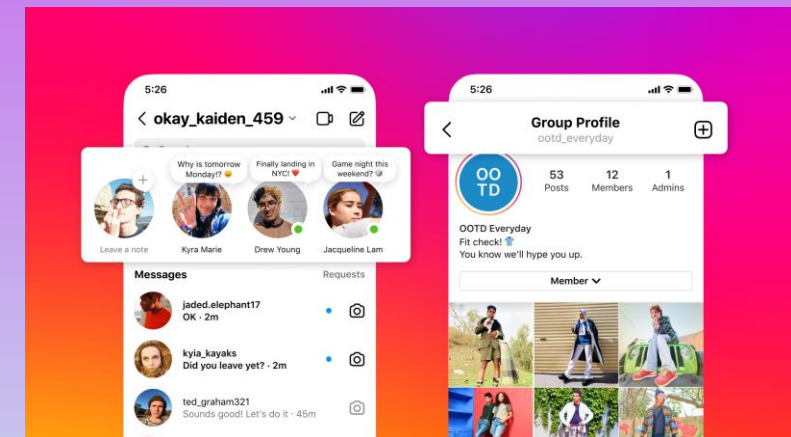 5:26
okay_kaiden_459
Why is tomorrow
Monday!? 😀
Finally landing in
NYC! ❤️
Game night this
weekend? 🎲
Leave a note
Kyra Marie
Drew Young
Jacqueline Lam
Messages
Requests
jaded.elephant17
OK · 2m
kyia_kayaks
Did you leave yet? · 2m
ted_graham321
Sounds good! Let's do it · 45m
5:26
Group Profile
ootd_everyday
OO
TD
53
Posts
12
Members
1
Admins
OOTD Everyday
Fit check! 👕
You know we'll hype you up.
Member